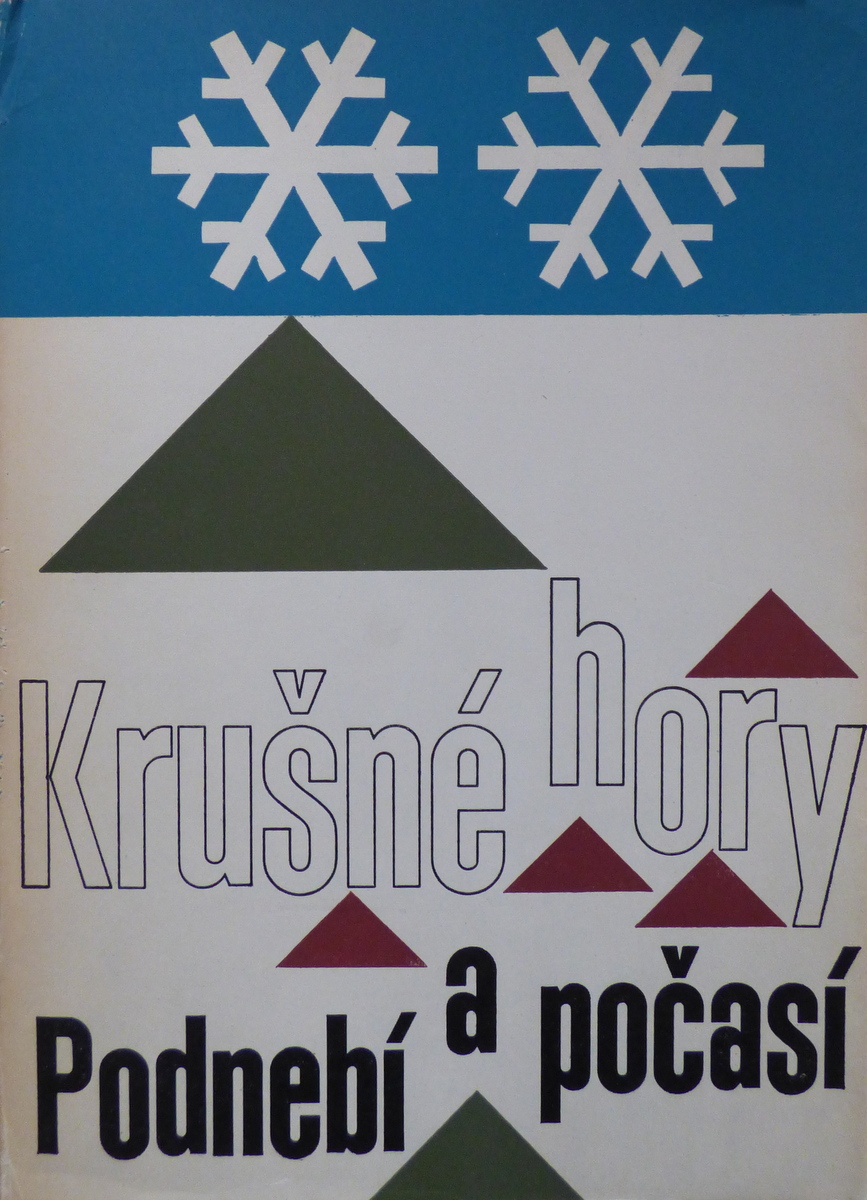 Krušné hory
Podnebí a počasí